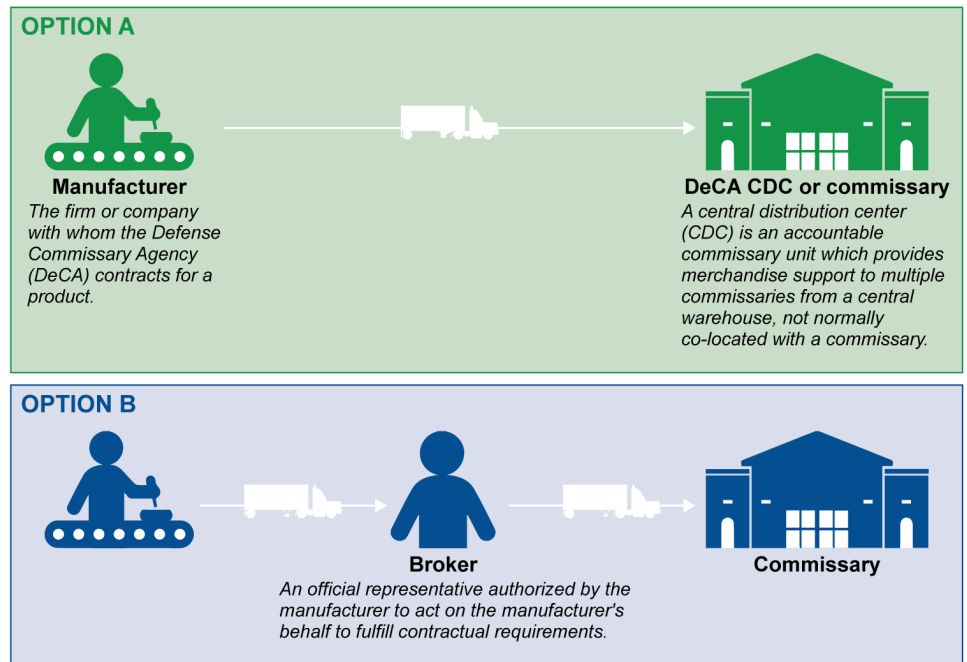 OPTION A
Manufacturer
The firm or company
with whom the Defense
Commissary Agency
(DeCA) contracts for a
product.
DeCA CDC or commissary
A central distribution center
(CDC) is an accountable
commissary unit which provides
merchandise support to multiple
commissaries from a central
warehouse, not normally
co-located with a commissary.
OPTION B
Broker
An official representative authorized by the
manufacturer to act on the manufacturer's
behalf to fulfill contractual requirements.
Commissary